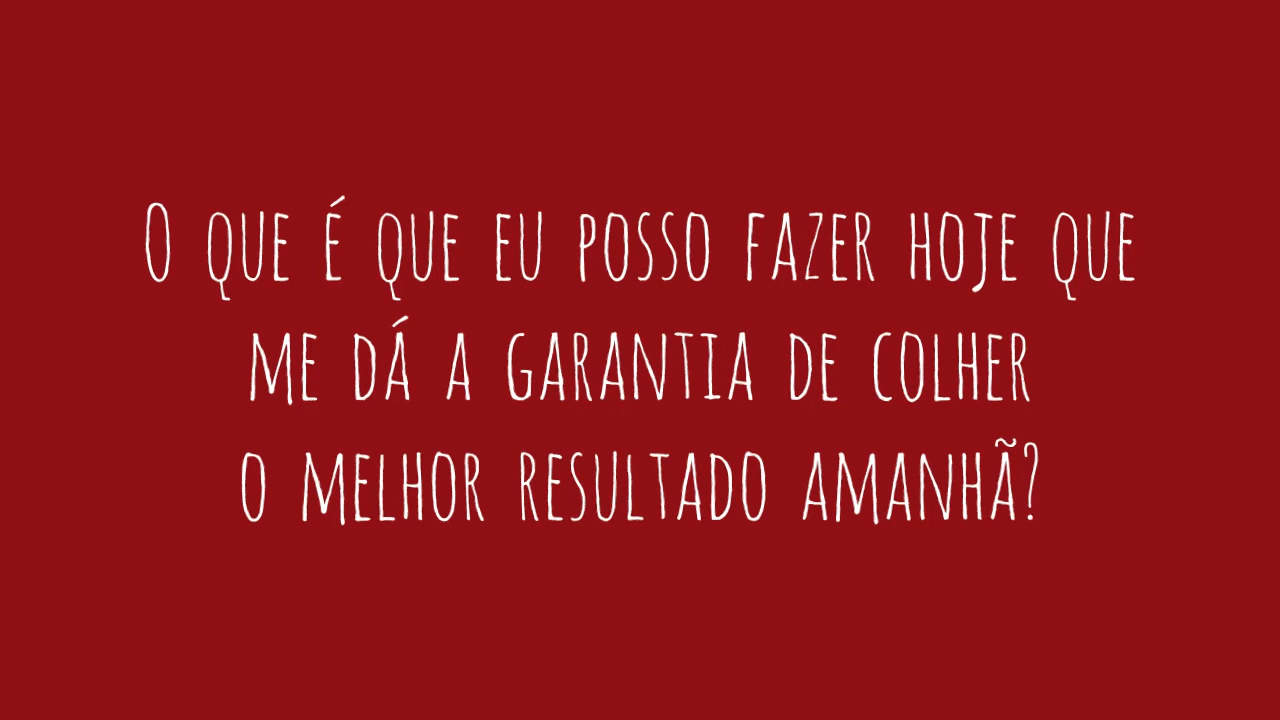 O QUE É QUE EU POSSO FAZER HOJE QUE
ME DÁ A GARANTIA DE COLHER
O MELHOR RESULTADO AMANHÃ?